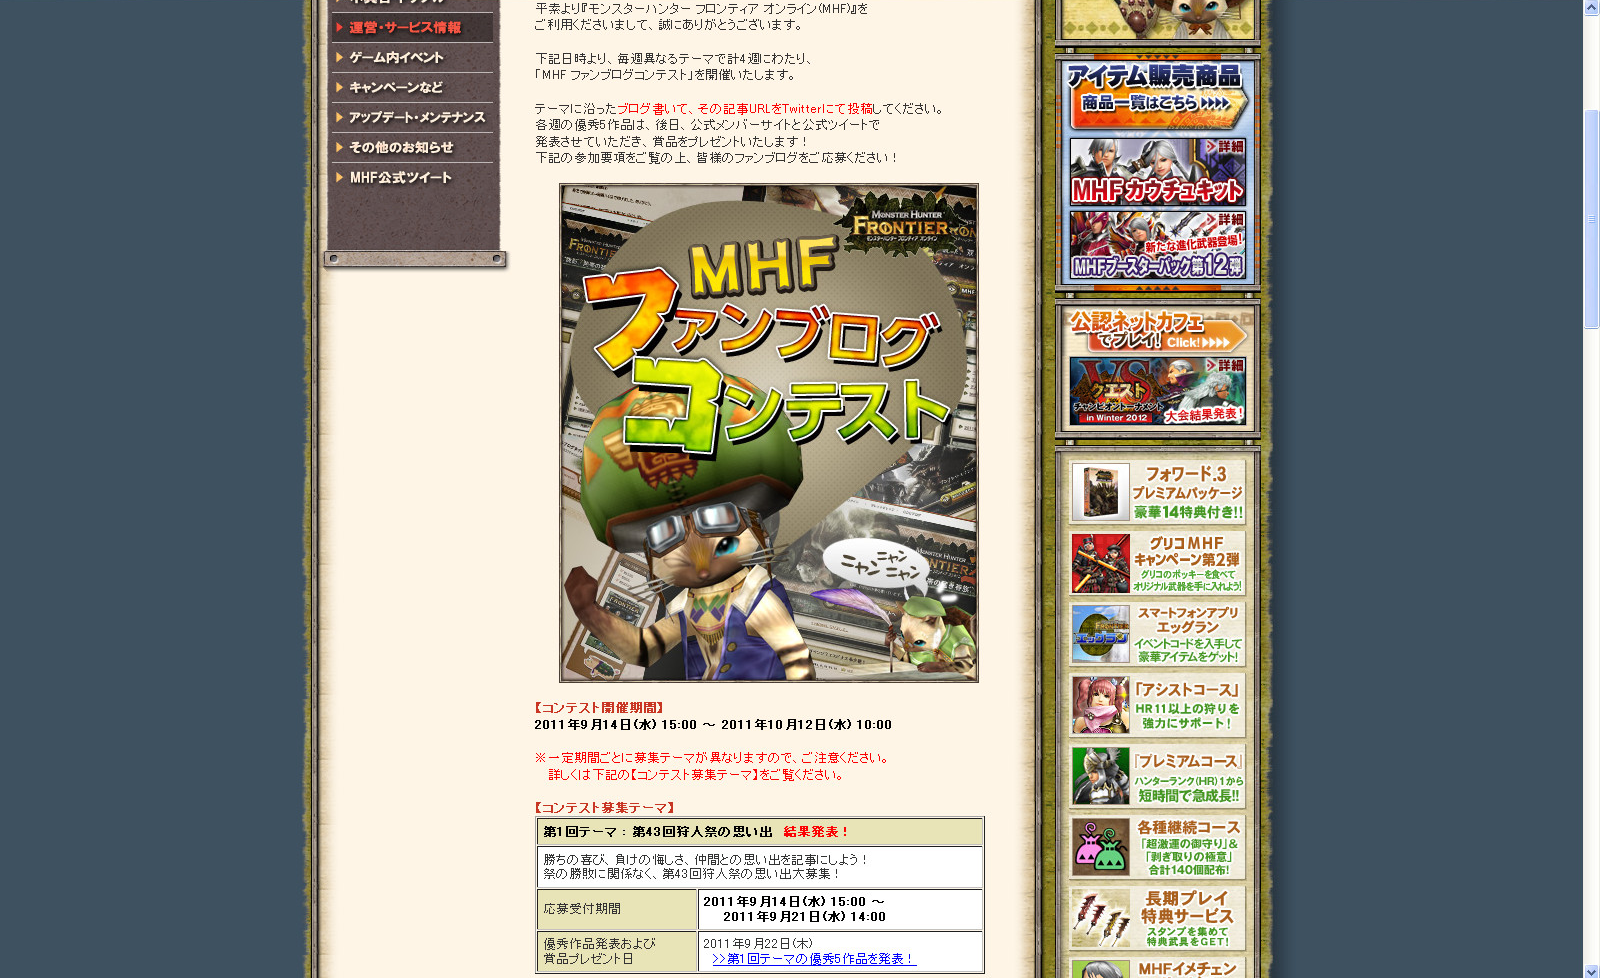 運営・サービス情報
ゲーム内イベント
キャンペーンなど
アップデート・メンテナンス
その他のお知らせ
MHF公式ツイート
平素より『モンスターハンター フロンティア オンライン(MHF)』を
ご利用くださいまして、誠にありがとうございます。
下記日時より、毎週異なるテーマで計4週にわたり、
「MHF ファンブログコンテスト」を開催いたします。
テーマに沿ったブログ書いて、その記事URLをTwitterにて投稿してください。
各週の優秀5作品は、後日、公式メンバーサイトと公式ツイートで
発表させていただき、賞品をプレゼントいたします！
下記の参加要項をご覧の上、皆様のファンブログをご応募ください！
MONSTER HUNTER
FRONTIER
モンスターハンター フロンティア オンライン
MHF
ファンブログ
コンテスト
ニャニャン
ニャン ニャン
【コンテスト開催期間】
2011年9月14日(水) 15:00 ～ 2011年10月12日(水) 10:00
※一定期間ごとに募集テーマが異なりますので、ご注意ください。
詳しくは下記の【コンテスト募集テーマ】をご覧ください。
【コンテスト募集テーマ】
第1回テーマ：第43回狩人祭の思い出 結果発表！
勝ちの喜び、負けの悔しさ、仲間との思い出を記事にしよう！
祭の勝敗に関係なく、第43回狩人祭の思い出大募集！
応募受付期間
2011年9月14日(水) 15:00 ～
2011年9月21日(水) 14:00
優秀作品発表および
賞品プレゼント日
2011年9月22日(木)
>>第1回テーマの優秀5作品を発表！
アイテム販売商品
商品一覧はこちら
詳細
MHFカウチュキット
詳細
新たな進化武器登場！
MHFブースターパック第12弾
公認ネットカフェ
でプレイ！ Click!
詳細
VS
クエスト
チャンピオントーナメント
in Winter 2012
大会結果発表！
フォワード.3
プレミアムパッケージ
豪華14特典付き!!
グリコMHF
キャンペーン第2弾
グリコのポッキーを食べて
オリジナル武器を手に入れよう!
スマートフォンアプリ
エッグラン
エッグラン
イベントコードを入手して
豪華アイテムをゲット!
「アシストコース」
HR11以上の狩りを
強力にサポート！
『プレミアムコース』
ハンターランク(HR)1から
短時間で急成長!!
各種継続コース
「超激運の御守り」&
「剥ぎ取りの極意」
合計140個配布!
長期プレイ
特典サービス
スタンプを集めて
特典武具をGET!
MHFイメチェン